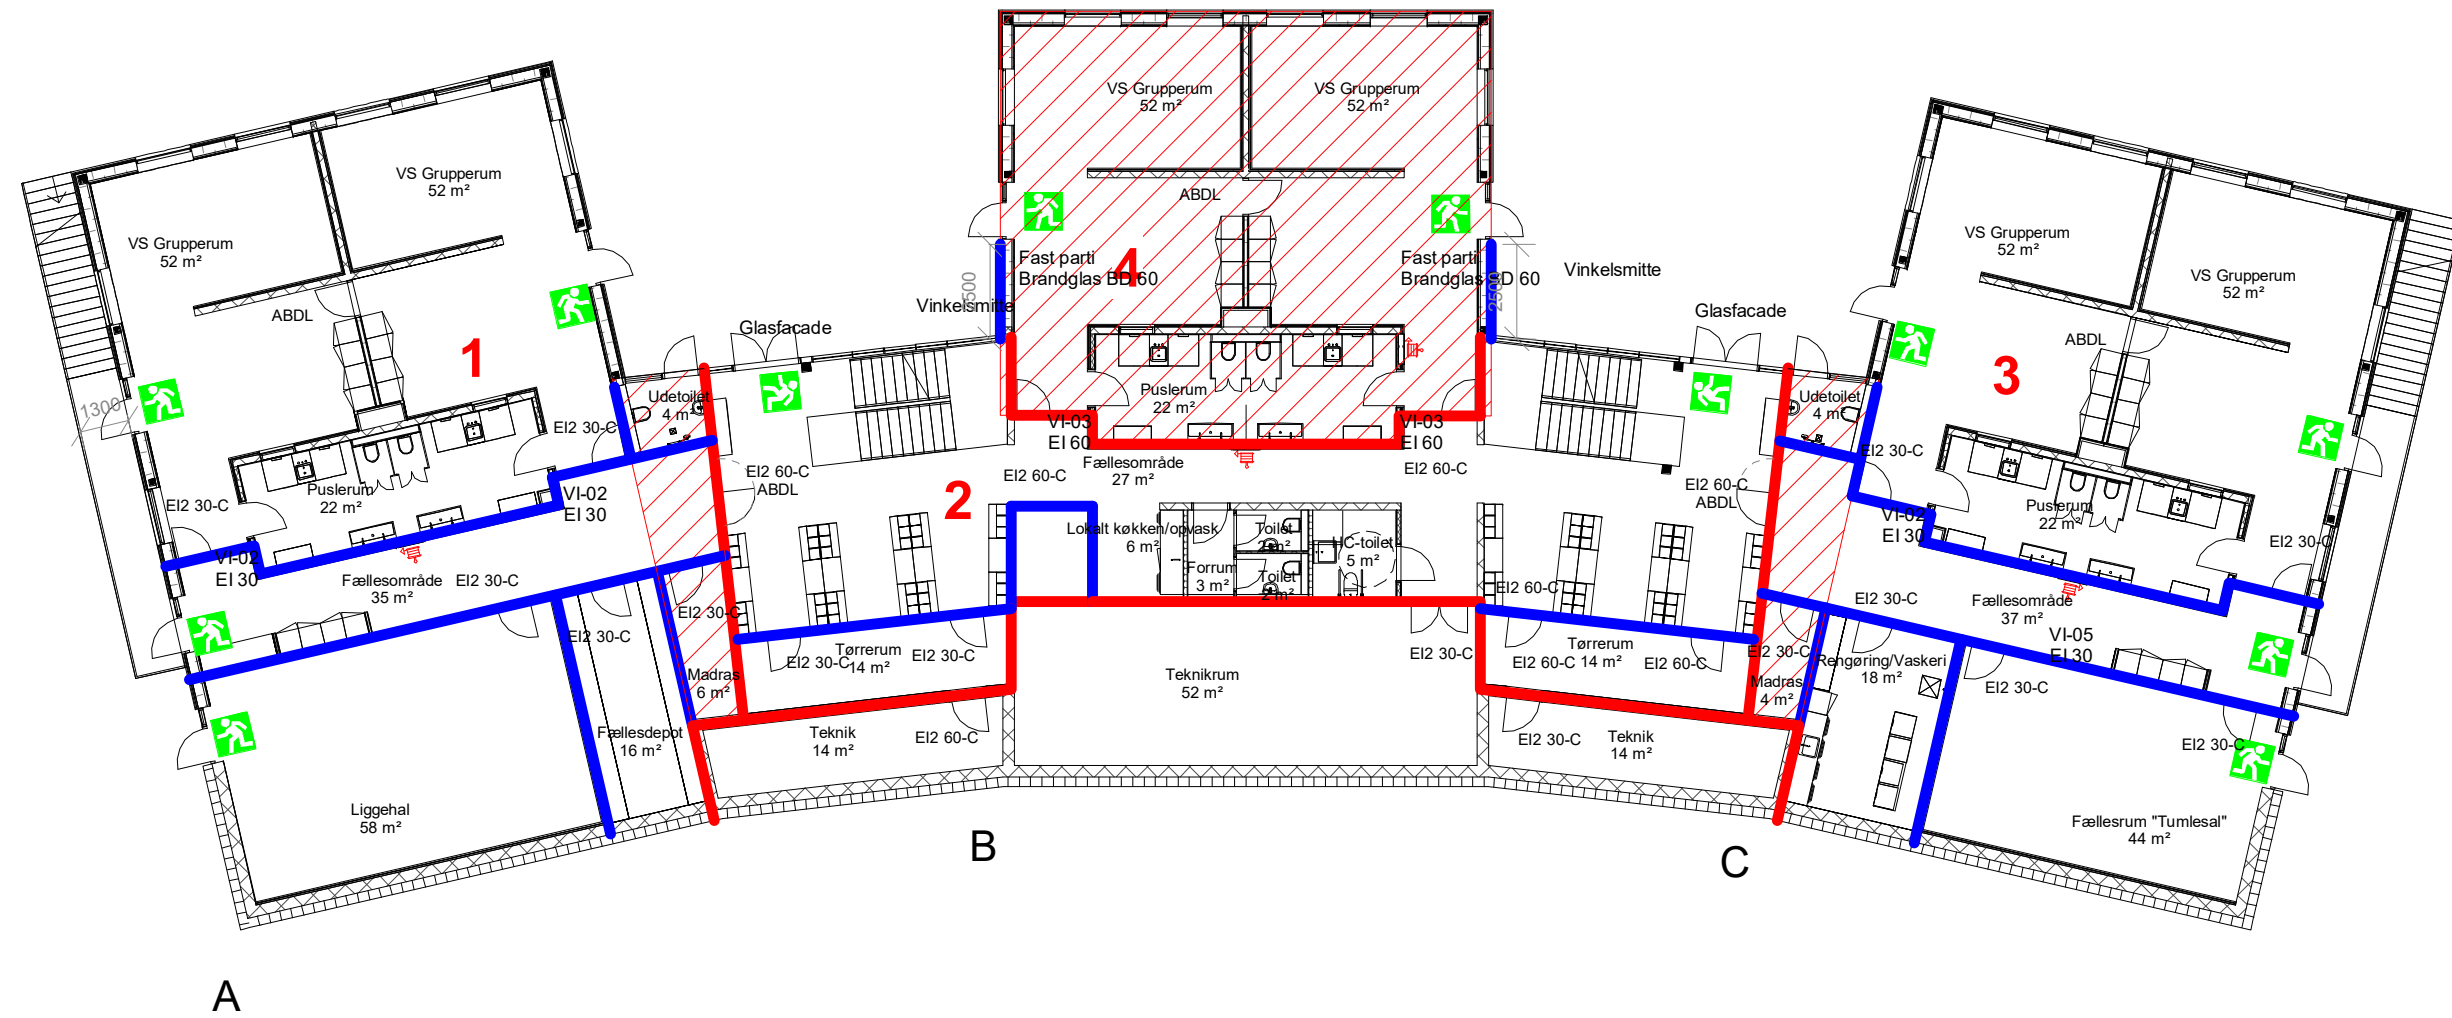 VS Grupperum
52 m²
VS Grupperum
52 m²
ABDL
1
1300
EI2 30-C
Puslerum
22 m²
EI2 30-C
VI-02
EI 30
VI-02
EI 30
Fællesområde
35 m²
EI2 30-C
EI2 30-C
Fællesdepot
16 m²
Liggehal
58 m²
A
Udetoilet
4 m²
EI2 30-C
Madras
6 m²
Glasfacade
Vinkelsmitte
EI2 60-C
ABDL
2
EI2 30-C
Tørrerum
14 m²
EI2 30-C
Teknik
14 m²
EI2 60-C
B
VS Grupperum
52 m²
VS Grupperum
52 m²
ABDL
4
Fast parti
Brandglas BD 60
2500
Fast parti
Brandglas BD 60
2500
Puslerum
22 m²
VI-03
EI 60
VI-03
EI 60
Fællesområde
27 m²
EI2 60-C
EI2 60-C
Lokalt køkken/opvask
6 m²
Forrum
3 m²
Toilet
2 m²
Toilet
2 m²
HC-toilet
5 m²
Teknikrum
52 m²
EI2 30-C
Vinkelsmitte
Glasfacade
EI2 60-C
ABDL
EI2 60-C
Tørrerum
14 m²
EI2 60-C
EI2 60-C
EI2 30-C
Teknik
14 m²
C
Udetoilet
4 m²
EI2 30-C
Madras
4 m²
EI2 30-C
VS Grupperum
52 m²
VS Grupperum
52 m²
ABDL
3
Puslerum
22 m²
EI2 30-C
VI-02
EI 30
EI2 30-C
Fællesområde
37 m²
VI-05
EI 30
Rengøring/Vaskeri
18 m²
EI2 30-C
EI2 30-C
Fællesrum "Tumlesal"
44 m²